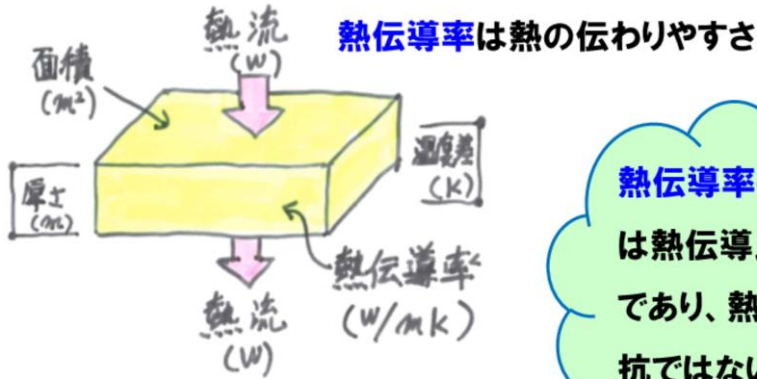 熱伝導率は熱の伝わりやすさ
熱流
(W)
面積
(m²)
温度差
(K)
厚さ
(m)
熱伝導率
(W/mK)
熱流
(W)
熱伝導率
は熱伝導
であり、熱
抗ではない